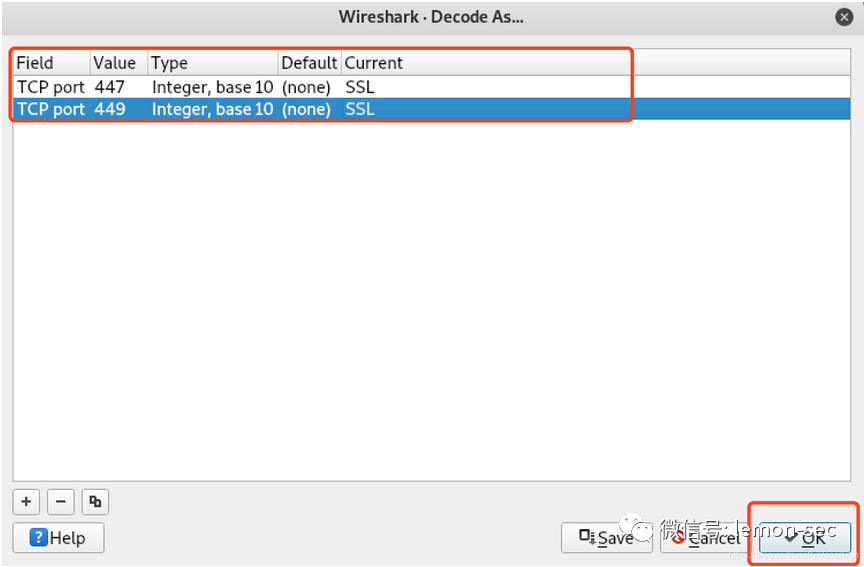 Wireshark · Decode As...
Field Value Type Default Current
TCP port 447 Integer, base 10 (none) SSL
TCP port 449 Integer, base 10 (none) SSL
Help Save Cancel OK
微信号: lemon-sec